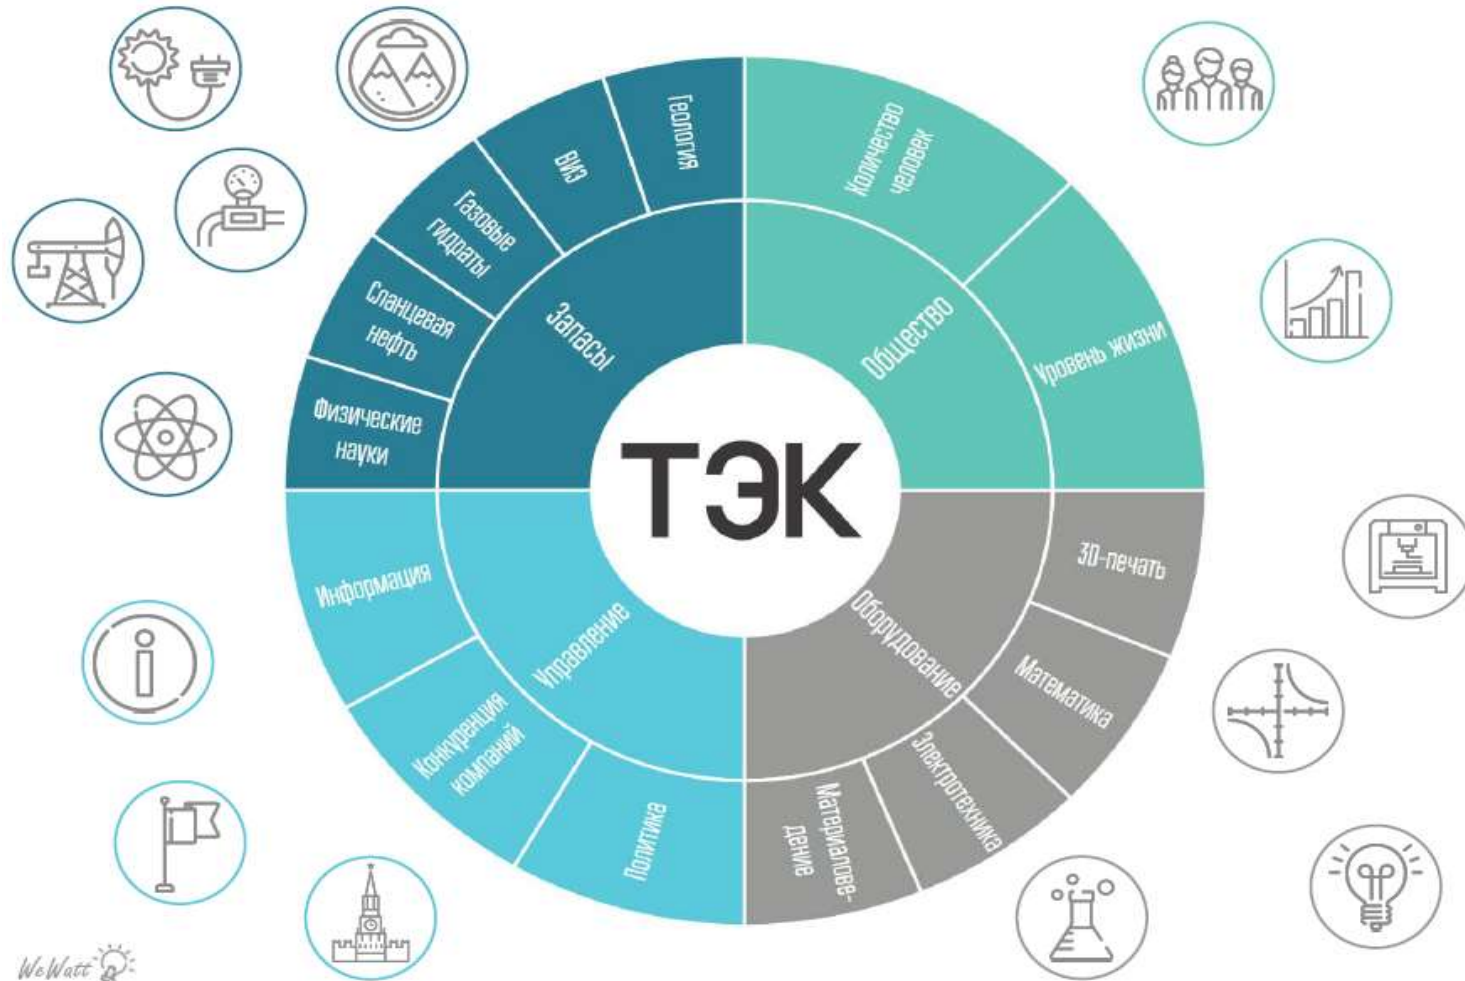 Геология
ВИЭ
Газовые
гидраты
Сланцевая
нефть
Физические
науки
Запасы
Количество
человек
Уровень жизни
Общество
ТЭК
3D-печать
Математика
Электротехника
Материалове-
дение
Оборудование
Информация
Конкуренция
компаний
Политика
Управление
WeWatt